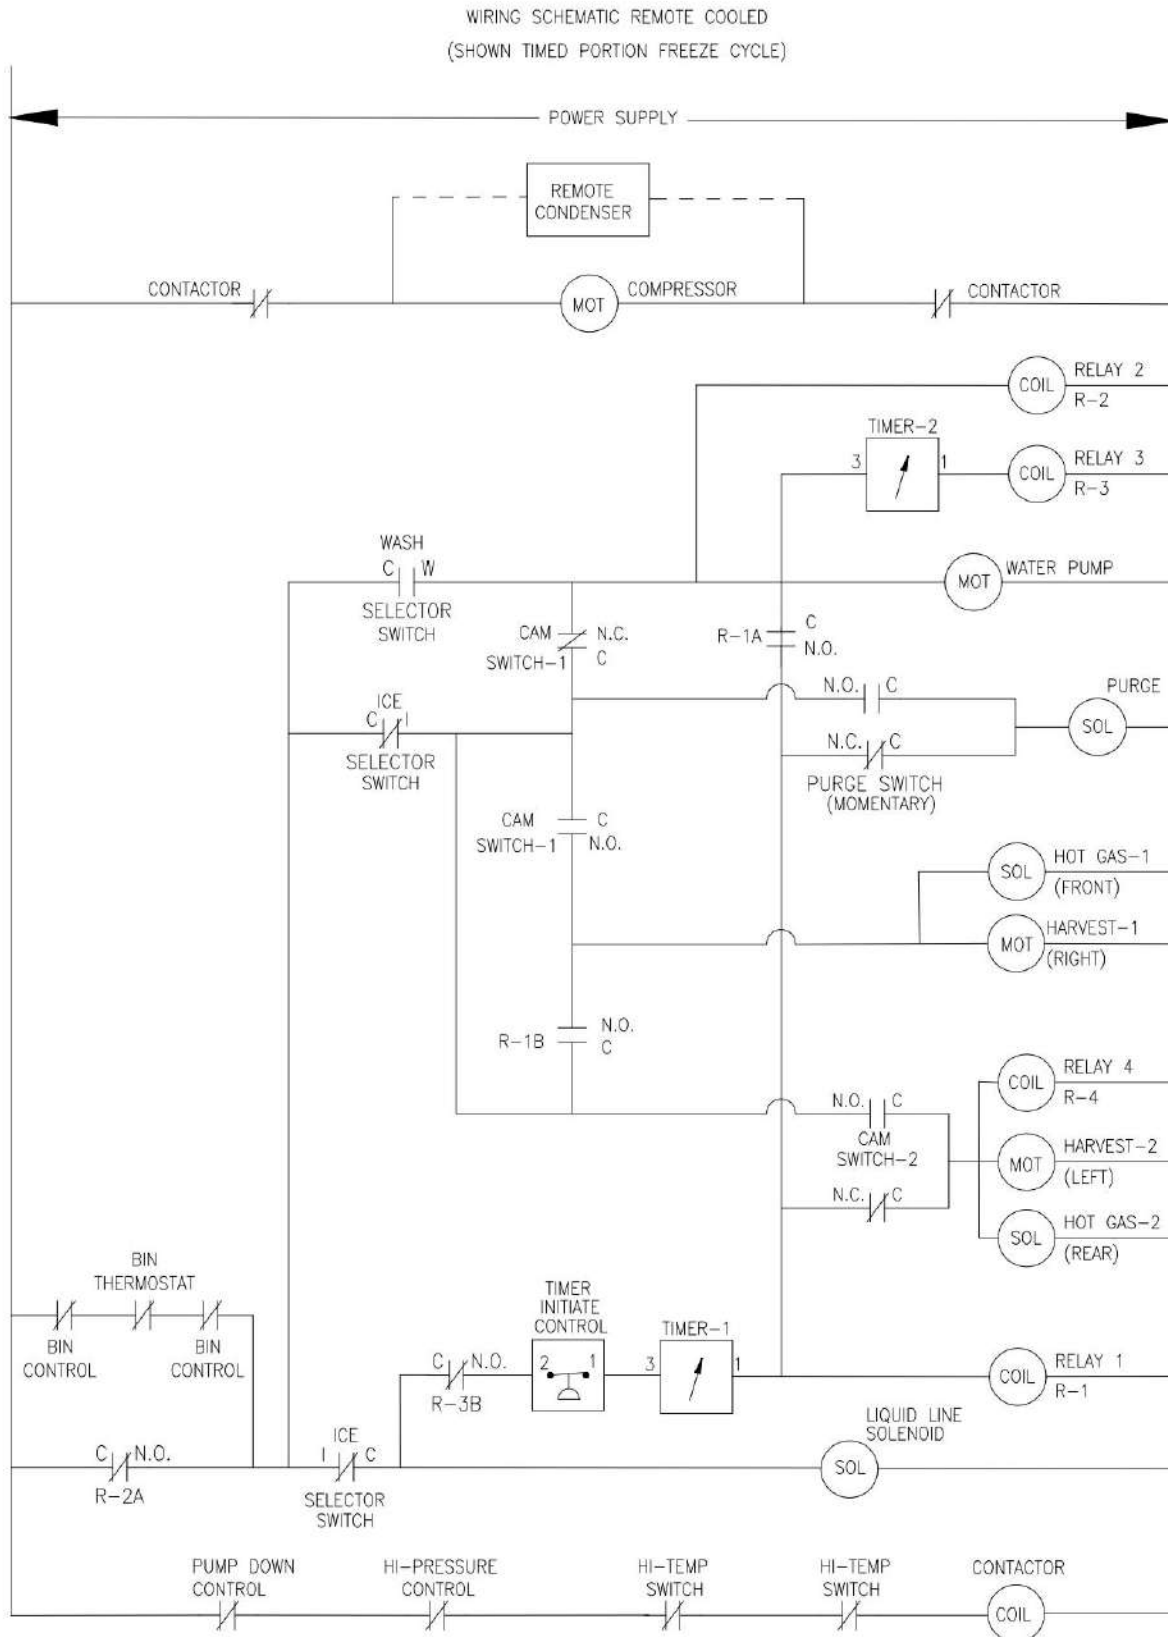 WIRING SCHEMATIC REMOTE COOLED
(SHOWN TIMED PORTION FREEZE CYCLE)
POWER SUPPLY
REMOTE
CONDENSER
CONTACTOR
MOT
COMPRESSOR
CONTACTOR
COIL
RELAY 2
R-2
TIMER-2
3
1
COIL
RELAY 3
R-3
WASH
C
W
SELECTOR
SWITCH
MOT
WATER PUMP
CAM
SWITCH-1
N.C.
C
R-1A
C
N.O.
ICE
C
I
SELECTOR
SWITCH
N.O.
C
PURGE
SOL
N.C.
C
PURGE SWITCH
(MOMENTARY)
CAM
SWITCH-1
C
N.O.
SOL
HOT GAS-1
(FRONT)
MOT
HARVEST-1
(RIGHT)
R-1B
N.O.
C
COIL
RELAY 4
R-4
N.O.
C
CAM
SWITCH-2
MOT
HARVEST-2
(LEFT)
N.C.
C
SOL
HOT GAS-2
(REAR)
BIN
THERMOSTAT
BIN
CONTROL
BIN
CONTROL
TIMER
INITIATE
CONTROL
2
1
TIMER-1
3
1
C
N.O.
R-3B
COIL
RELAY 1
R-1
LIQUID LINE
SOLENOID
SOL
C
N.O.
R-2A
ICE
I
C
SELECTOR
SWITCH
PUMP DOWN
CONTROL
HI-PRESSURE
CONTROL
HI-TEMP
SWITCH
HI-TEMP
SWITCH
CONTACTOR
COIL